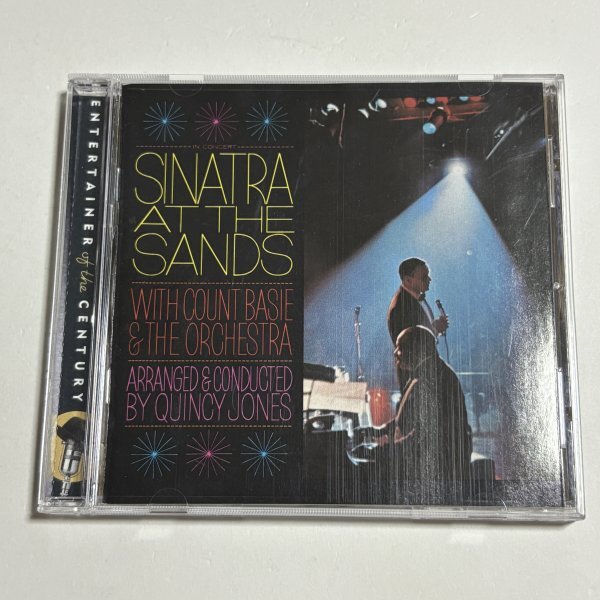 ENTERTAINER of the CENTURY
IN CONCERT
SINATRA
AT THE
SANDS
WITH COUNT BASIE
& THE ORCHESTRA
ARRANGED & CONDUCTED
BY QUINCY JONES